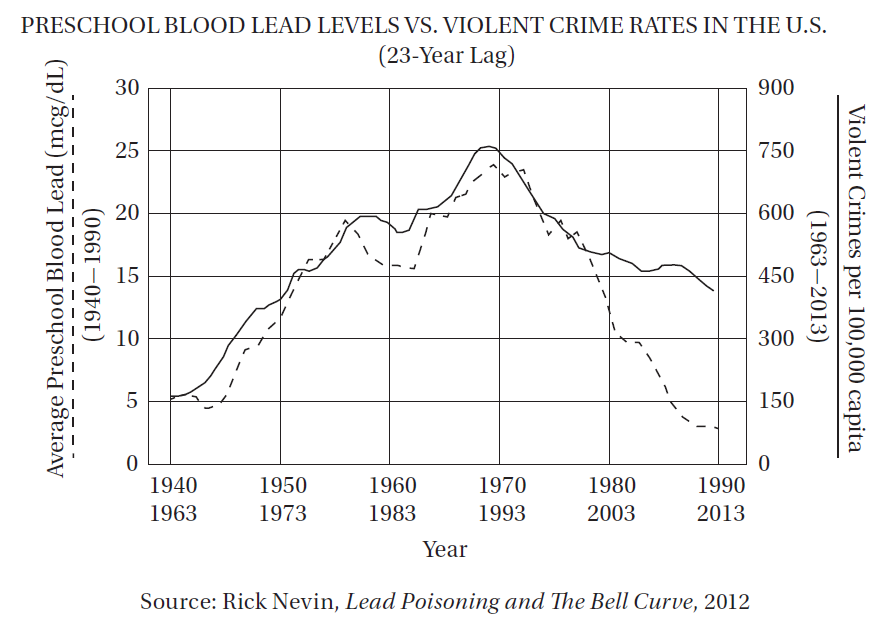 PRESCHOOL BLOOD LEAD LEVELS VS. VIOLENT CRIME RATES IN THE U.S.
(23-Year Lag)
Average Preschool Blood Lead (mcg/dL)
(1940–1990)
30
25
20
15
10
5
0
900
750
600
450
300
150
0
Violent Crimes per 100,000 capita
(1963–2013)
1940 1950 1960 1970 1980 1990
1963 1973 1983 1993 2003 2013
Year
Source: Rick Nevin, Lead Poisoning and The Bell Curve, 2012